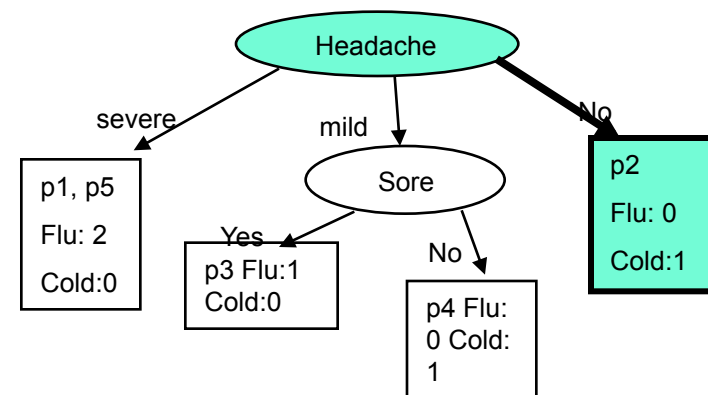 Headache
severe
mild
No
p1, p5
Flu: 2
Cold:0
Sore
p2
Flu: 0
Cold:1
Yes
No
p3 Flu:1
Cold:0
p4 Flu:
0 Cold:
1